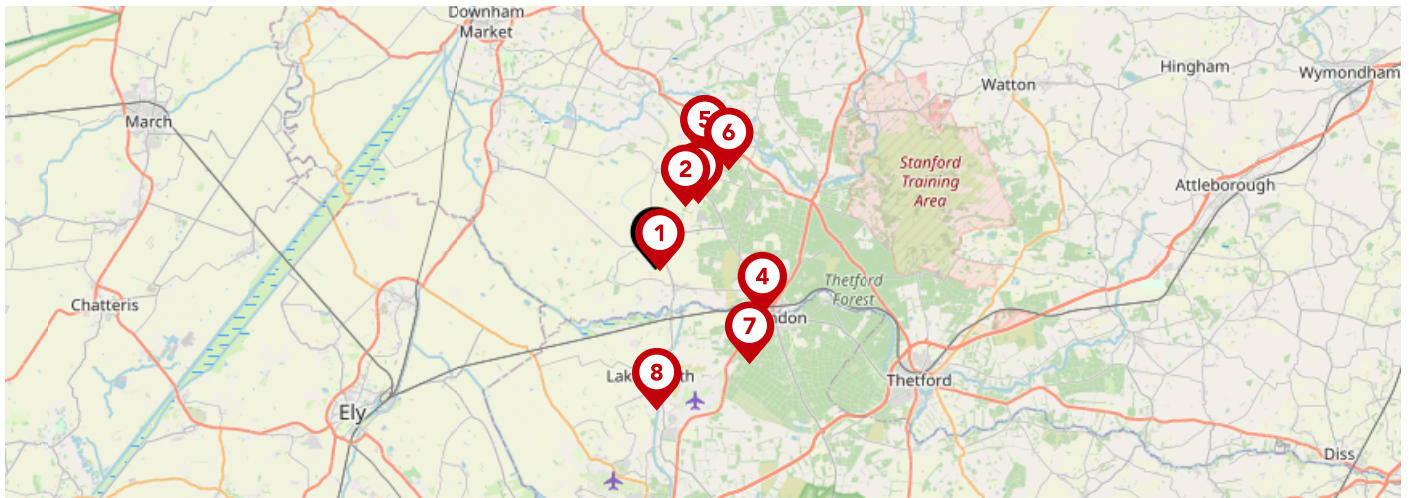 Downham
Market
Hingham
Wymondham
Watton
March
5
6
2
Stanford
Training
Area
Attleborough
1
4
Thetford
Forest
Chatteris
ndon
7
Lak
th
8
Thetford
Ely
Diss